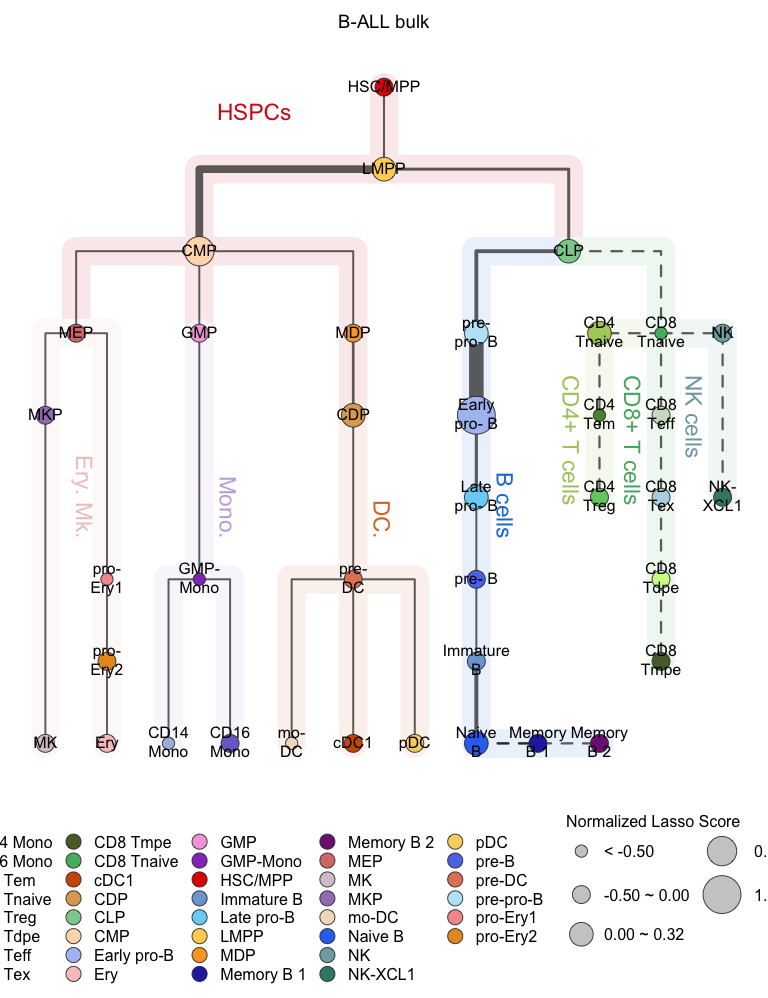 B-ALL bulk
HSC/MPP
HSPCs
LMPP
CMP
CLP
MEP
GMP
MDP
pre-
pro- B
CD4
Tnaive
CD8
Tnaive
NK
MKP
CDP
Early
pro- B
CD4
Tem
CD8
Teff
CD4+ T cells
CD8+ T cells
NK cells
Ery. Mk.
Mono.
DC.
B cells
Late
pro- B
CD4
Treg
CD8
Tex
NK-
XCL1
pro-
Ery1
GMP-
Mono
pre-
DC
pre- B
CD8
Tdpe
pro-
Ery2
Immature
B
CD8
Tmpe
MK
Ery
CD14
Mono
CD16
Mono
mo-
DC
cDC1
pDC
Naive
B
Memory
B 1
Memory
B 2
4 Mono
6 Mono
Tem
Tnaive
Treg
Tdpe
Teff
Tex
CD8 Tmpe
CD8 Tnaive
cDC1
CDP
CLP
CMP
Early pro-B
Ery
GMP
GMP-Mono
HSC/MPP
Immature B
Late pro-B
LMPP
MDP
Memory B 1
Memory B 2
MEP
MK
MKP
mo-DC
Naive B
NK
NK-XCL1
pDC
pre-B
pre-DC
pre-pro-B
pro-Ery1
pro-Ery2
Normalized Lasso Score
< -0.50
-0.50 ~ 0.00
0.00 ~ 0.32
0.
1.